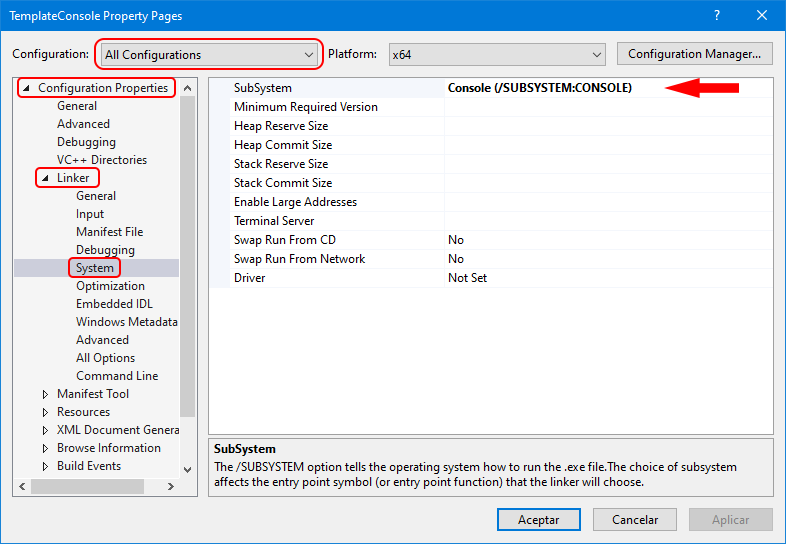 TemplateConsole Property Pages
Configuration: All Configurations Platform: x64 Configuration Manager...
Configuration Properties
General
Advanced
Debugging
VC++ Directories
Linker
General
Input
Manifest File
Debugging
System
Optimization
Embedded IDL
Windows Metadata
Advanced
All Options
Command Line
Manifest Tool
Resources
XML Document Genera
Browse Information
Build Events
SubSystem Console (/SUBSYSTEM:CONSOLE)
Minimum Required Version
Heap Reserve Size
Heap Commit Size
Stack Reserve Size
Stack Commit Size
Enable Large Addresses
Terminal Server
Swap Run From CD No
Swap Run From Network No
Driver Not Set
SubSystem
The /SUBSYSTEM option tells the operating system how to run the .exe file.The choice of subsystem
affects the entry point symbol (or entry point function) that the linker will choose.
Aceptar Cancelar Aplicar